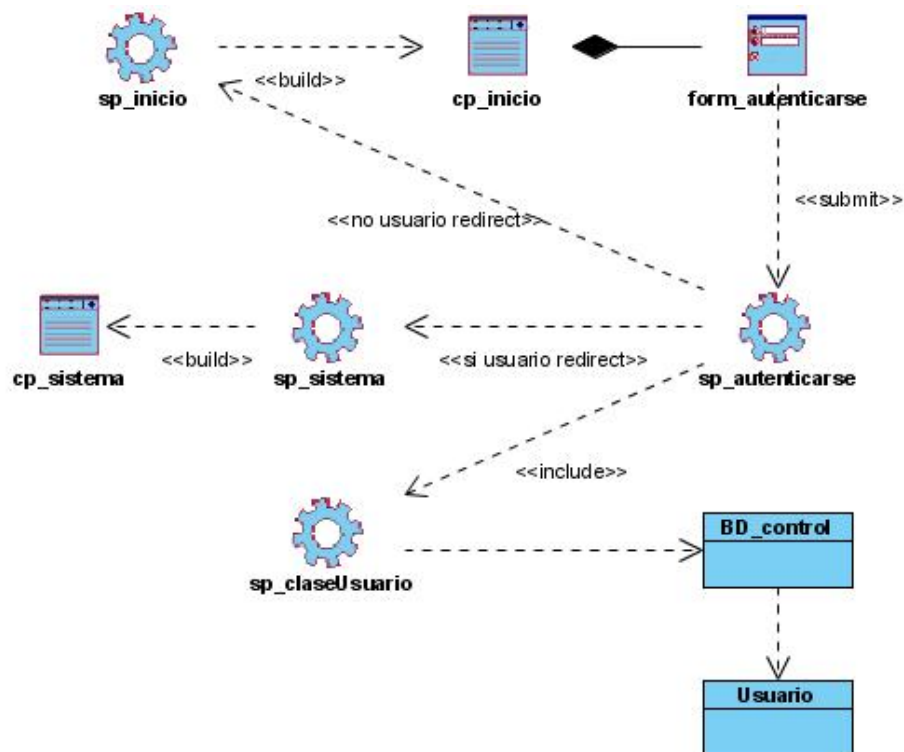 <<build>>
sp_inicio
cp_inicio
form_autenticarse
<<submit>>
<<no usuario redirect>>
cp_sistema
<<build>>
sp_sistema
<<si usuario redirect>>
sp_autenticarse
<<include>>
sp_claseUsuario
BD_control
Usuario